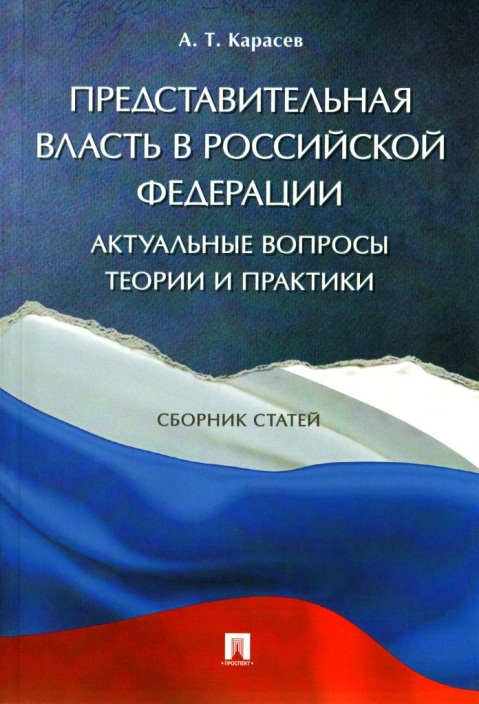 А. Т. Карасев
ПРЕДСТАВИТЕЛЬНАЯ
ВЛАСТЬ В РОССИЙСКОЙ
ФЕДЕРАЦИИ
АКТУАЛЬНЫЕ ВОПРОСЫ
ТЕОРИИ И ПРАКТИКИ
СБОРНИК СТАТЕЙ
• ПРОСПЕКТ •